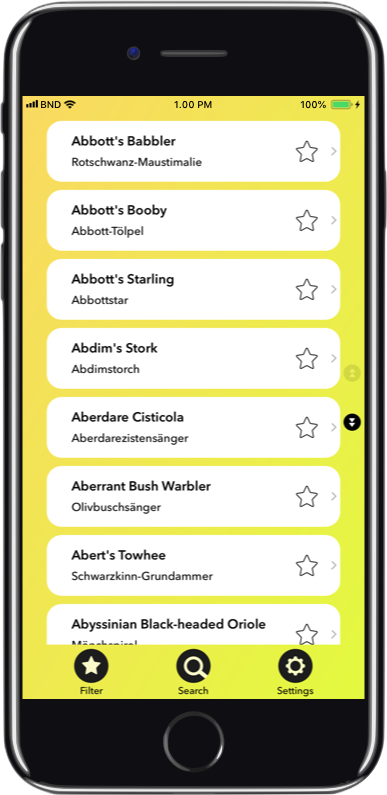 BND 1.00 PM 100%
Abbott's Babbler
Rotschwanz-Maustimalie
Abbott's Booby
Abbott-Tölpel
Abbott's Starling
Abbottstar
Abdim's Stork
Abdimstorch
Aberdare Cisticola
Aberdarezistensänger
Aberrant Bush Warbler
Olivbuschsänger
Abert's Towhee
Schwarzkinn-Grundammer
Abyssinian Black-headed Oriole
Filter Search Settings